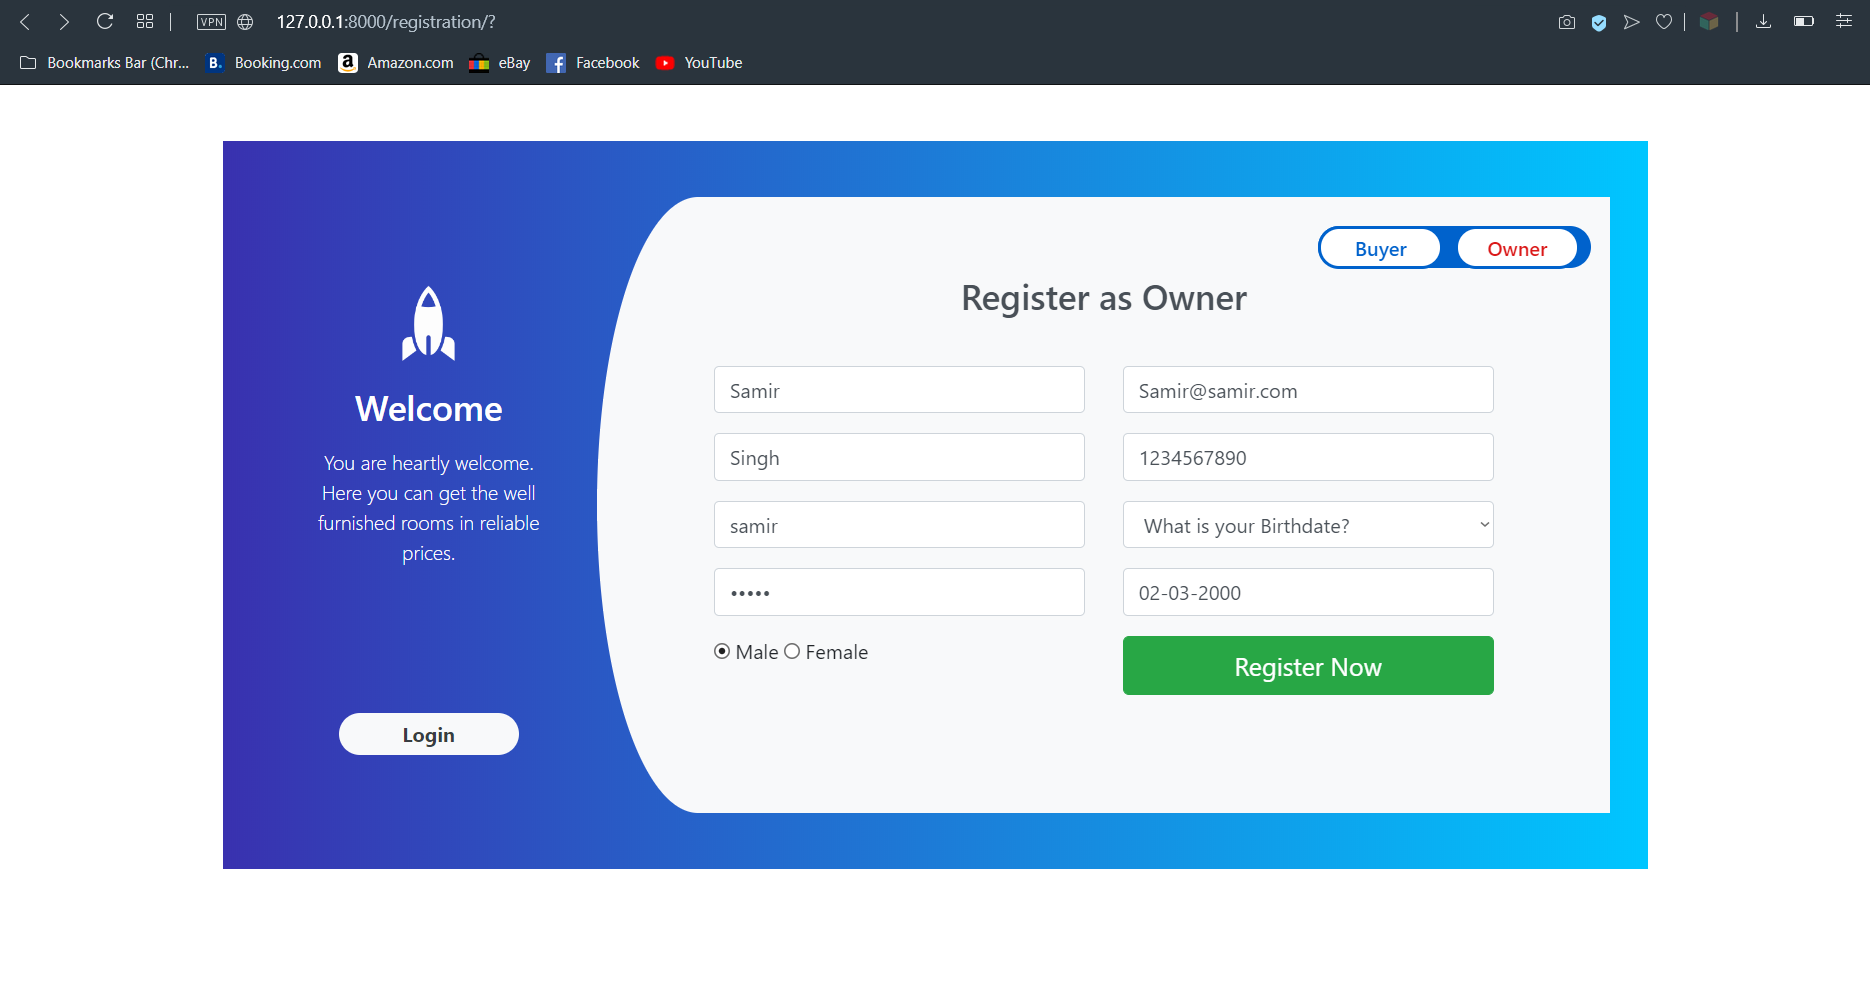 VPN
127.0.0.1:8000/registration/?
Bookmarks Bar (Chr...
B. Booking.com
a Amazon.com
eBay
f Facebook
YouTube
Buyer
Owner
Register as Owner
Welcome
You are heartly welcome.
Here you can get the well
furnished rooms in reliable
prices.
Login
Samir
Samir@samir.com
Singh
1234567890
samir
What is your Birthdate?
•••••
02-03-2000
Male Female
Register Now